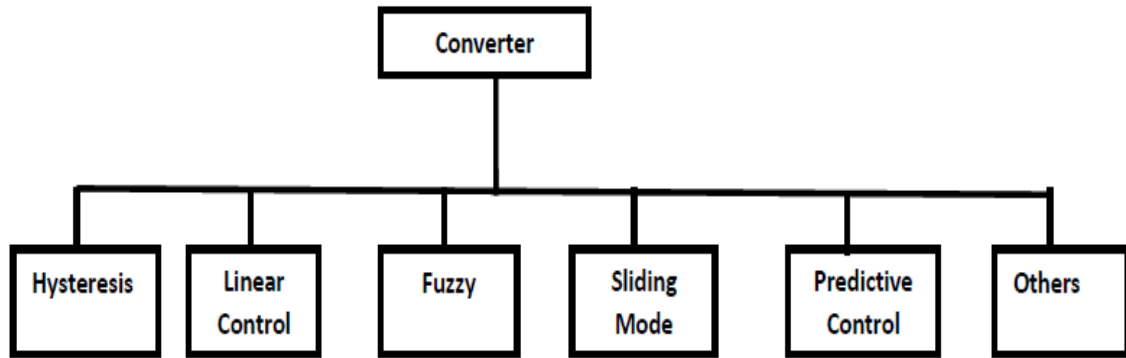 Converter
Hysteresis
Linear
Control
Fuzzy
Sliding
Mode
Predictive
Control
Others